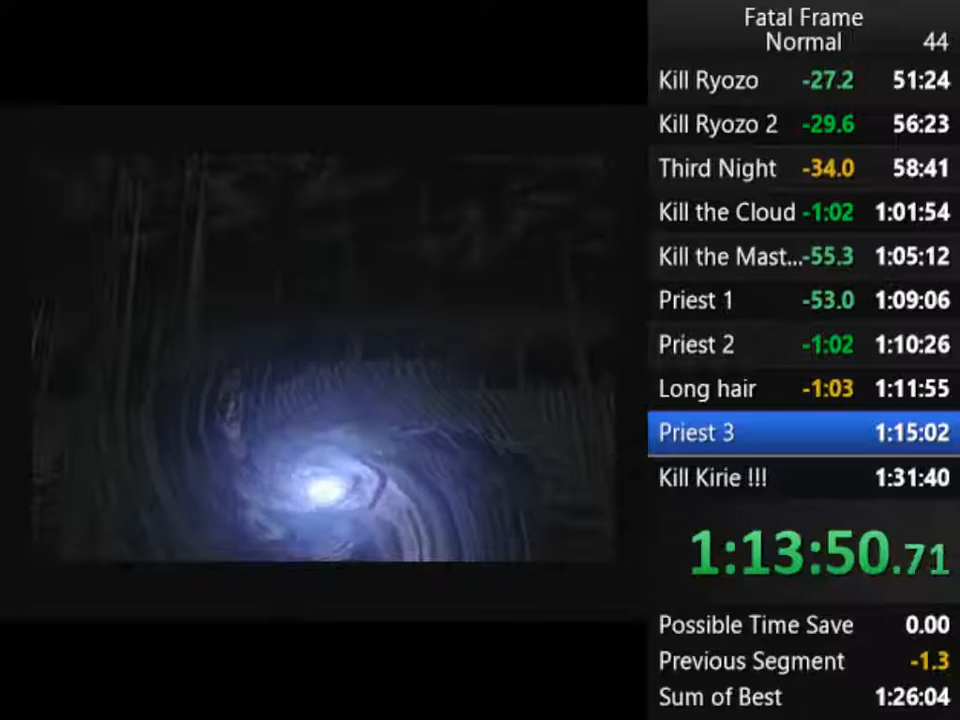 Fatal Frame
Normal 44
Kill Ryozo -27.2 51:24
Kill Ryozo 2 -29.6 56:23
Third Night -34.0 58:41
Kill the Cloud -1:02 1:01:54
Kill the Mast... -55.3 1:05:12
Priest 1 -53.0 1:09:06
Priest 2 -1:02 1:10:26
Long hair -1:03 1:11:55
Priest 3 1:15:02
Kill Kirie !!! 1:31:40
1:13:50.71
Possible Time Save 0.00
Previous Segment -1.3
Sum of Best 1:26:04